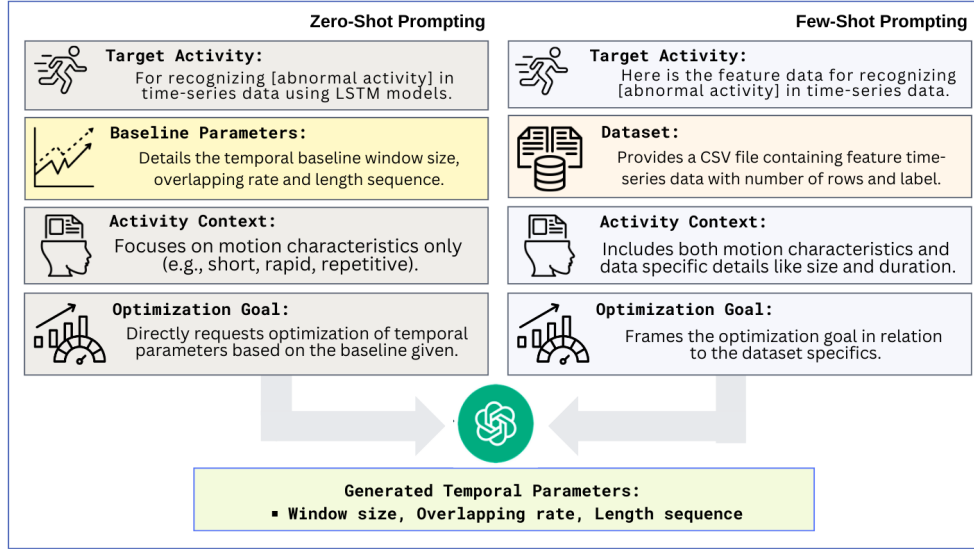 Zero-Shot Prompting
Target Activity:
For recognizing [abnormal activity] in
time-series data using LSTM models.
Baseline Parameters:
Details the temporal baseline window size,
overlapping rate and length sequence.
Activity Context:
Focuses on motion characteristics only
(e.g., short, rapid, repetitive).
Optimization Goal:
Directly requests optimization of temporal
parameters based on the baseline given.
Few-Shot Prompting
Target Activity:
Here is the feature data for recognizing
[abnormal activity] in time-series data.
Dataset:
Provides a CSV file containing feature time-
series data with number of rows and label.
Activity Context:
Includes both motion characteristics and
data specific details like size and duration.
Optimization Goal:
Frames the optimization goal in relation
to the dataset specifics.
Generated Temporal Parameters:
▪ Window size, Overlapping rate, Length sequence